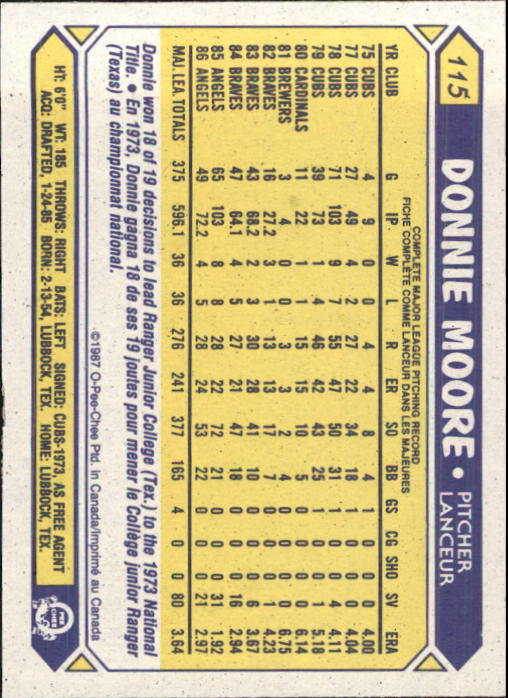 115 DONNIE MOORE • PITCHER
LANCEUR
COMPLETE MAJOR LEAGUE PITCHING RECORD
FICHE COMPLÈTE COMME LANCEUR DANS LES MAJEURES
YR CLUB G IP W L R ER SO BB GS CG SHO SV ERA
75 CUBS 4 9 0 0 4 4 8 4 1 0 0 0 4.00
77 CUBS 27 49 4 2 27 22 34 18 1 0 0 0 4.04
78 CUBS 71 103 9 7 55 47 50 31 1 0 0 4 4.11
79 CUBS 39 73 1 4 46 42 43 25 1 0 0 1 5.18
80 CARDINALS 11 22 1 1 15 15 10 5 0 0 0 0 6.14
81 BREWERS 3 4 0 0 3 3 2 4 0 0 0 0 6.75
82 BRAVES 16 27.2 3 1 13 13 17 7 0 0 0 1 4.23
83 BRAVES 43 68.2 2 3 30 28 41 10 0 0 0 6 3.67
84 BRAVES 47 64.1 4 5 27 21 47 18 0 0 0 16 2.94
85 ANGELS 65 103 8 8 28 22 72 21 0 0 0 31 1.92
86 ANGELS 49 72.2 4 5 28 24 53 22 0 0 0 21 2.97
MAJ. LEA. TOTALS 375 596.1 36 36 276 241 377 165 4 0 0 80 3.64
Donnie won 18 of 19 decisions to lead Ranger Junior College (Tex.) to the 1973 National
Title. • En 1973, Donnie gagna 18 de ses 19 joutes pour mener le Collège junior Ranger
(Texas) au championnat national.
©1987 O-Pee-Chee Ptd. in Canada/Imprimé au Canada
HT: 6'0" WT: 185 THROWS: RIGHT BATS: LEFT SIGNED: CUBS-1973 AS FREE AGENT
ACQ: DRAFTED, 1-24-85 BORN: 2-13-54, LUBBOCK, TEX. HOME: LUBBOCK, TEX.
O
PEE
CHEE